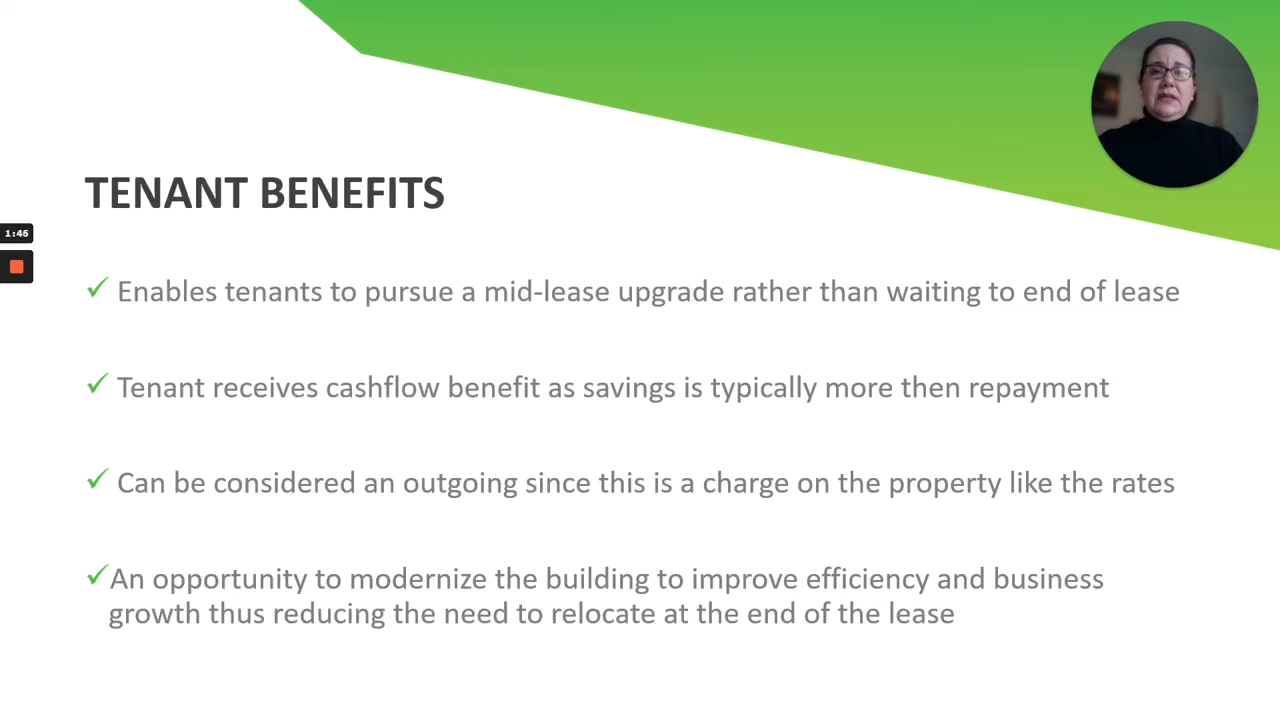 TENANT BENEFITS
1:45
✓ Enables tenants to pursue a mid-lease upgrade rather than waiting to end of lease
✓ Tenant receives cashflow benefit as savings is typically more then repayment
✓ Can be considered an outgoing since this is a charge on the property like the rates
✓An opportunity to modernize the building to improve efficiency and business
growth thus reducing the need to relocate at the end of the lease